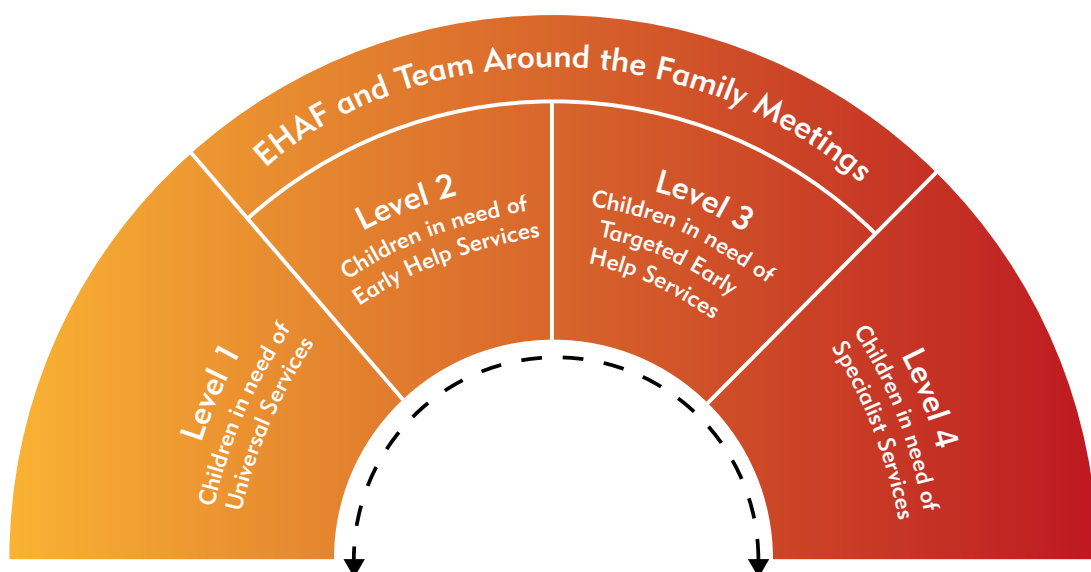 EHAF and Team Around the Family Meetings
Level 1
Children in need of
Universal Services
Level 2
Children in need of
Early Help Services
Level 3
Children in need of
Targeted Early
Help Services
Level 4
Children in need of
Specialist Services